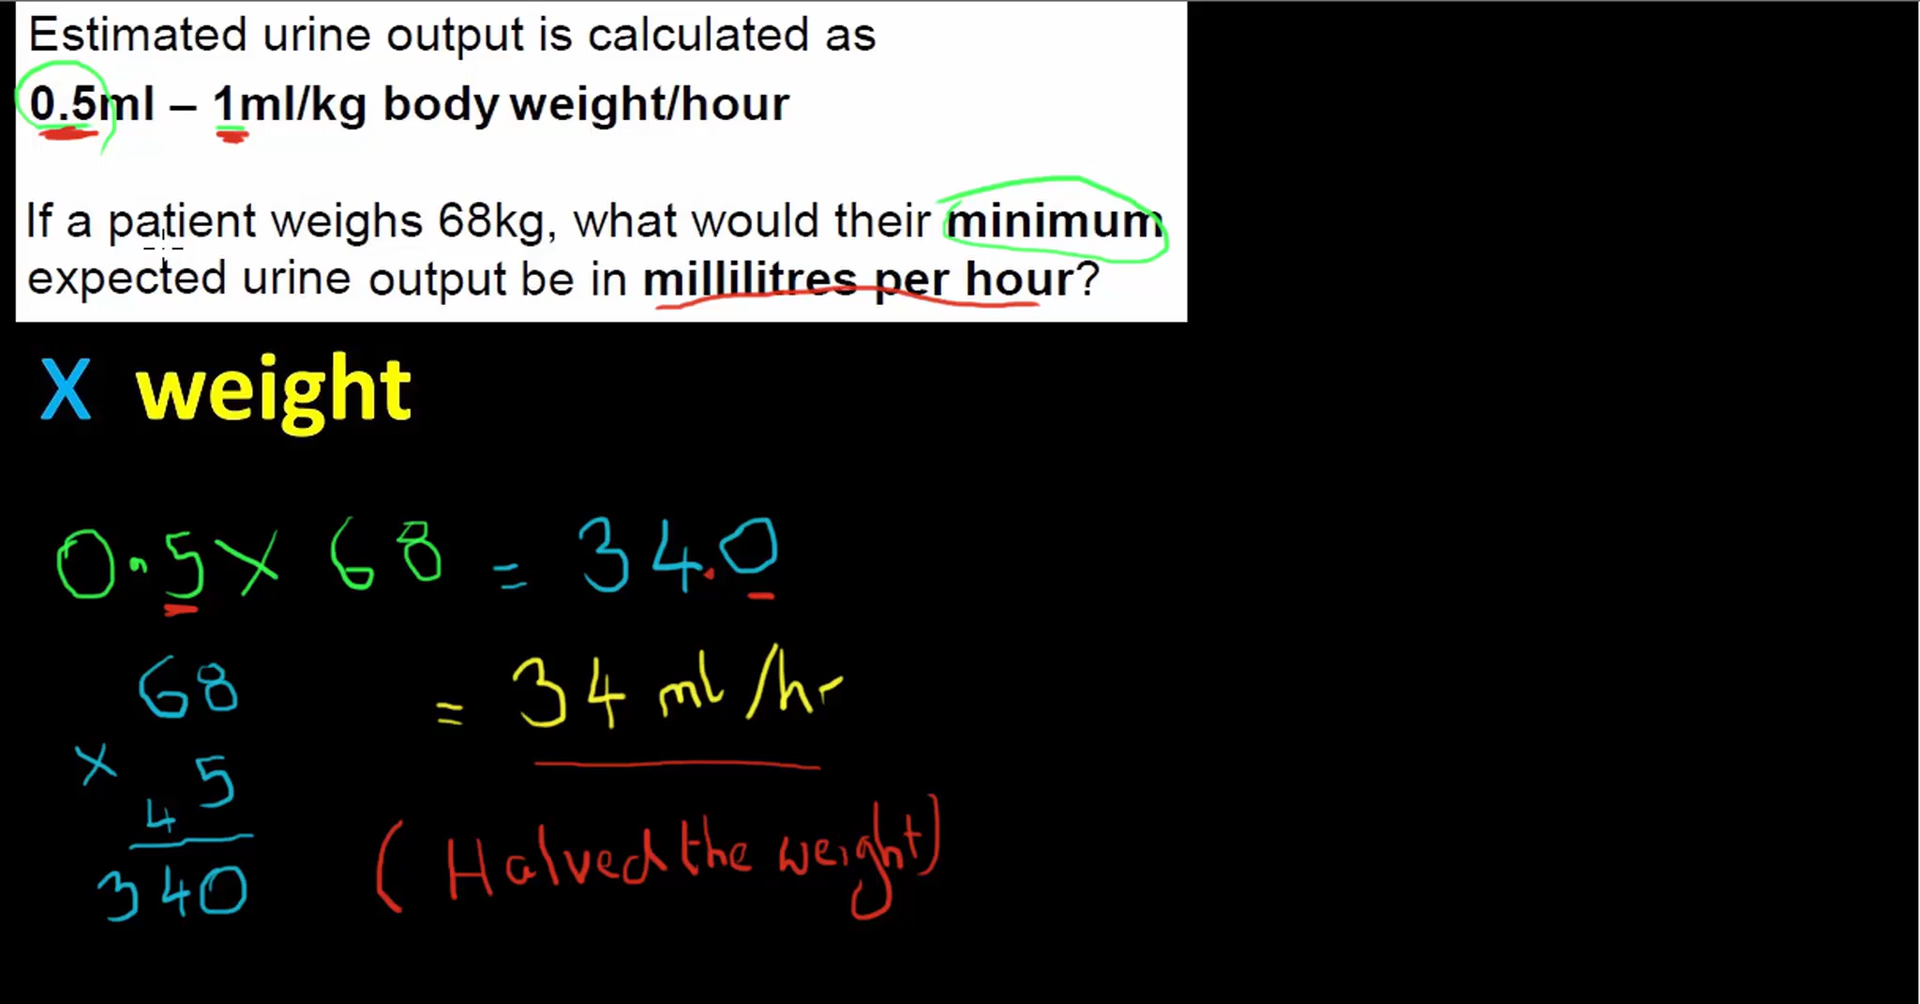 Estimated urine output is calculated as
0.5ml – 1ml/kg body weight/hour
If a patient weighs 68kg, what would their minimum
expected urine output be in millilitres per hour?
X weight
0.5 X 68 = 34.0
68
x 5
4
340
= 34 ml/hr
(Halved the weight)